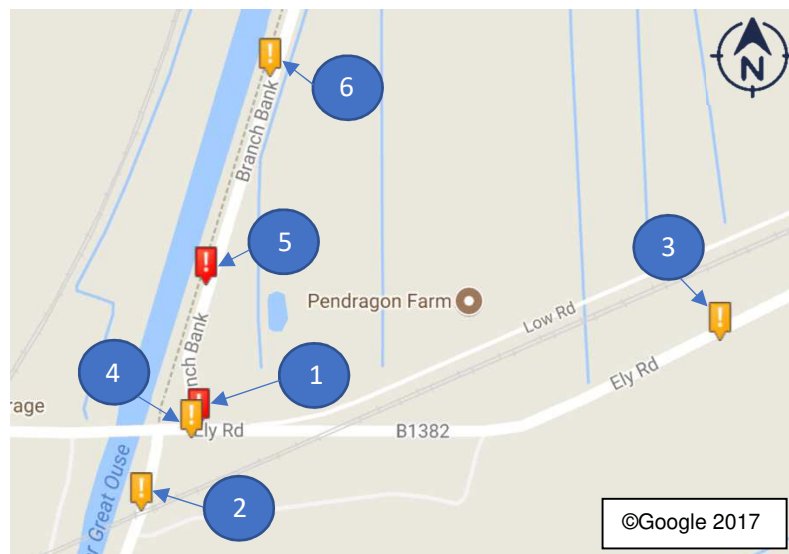 N
6
Branch Bank
5
3
Pendragon Farm
Low Rd
nch Bank
4
1
Ely Rd
rage
Ely Rd
B1382
r Great Ouse
2
©Google 2017